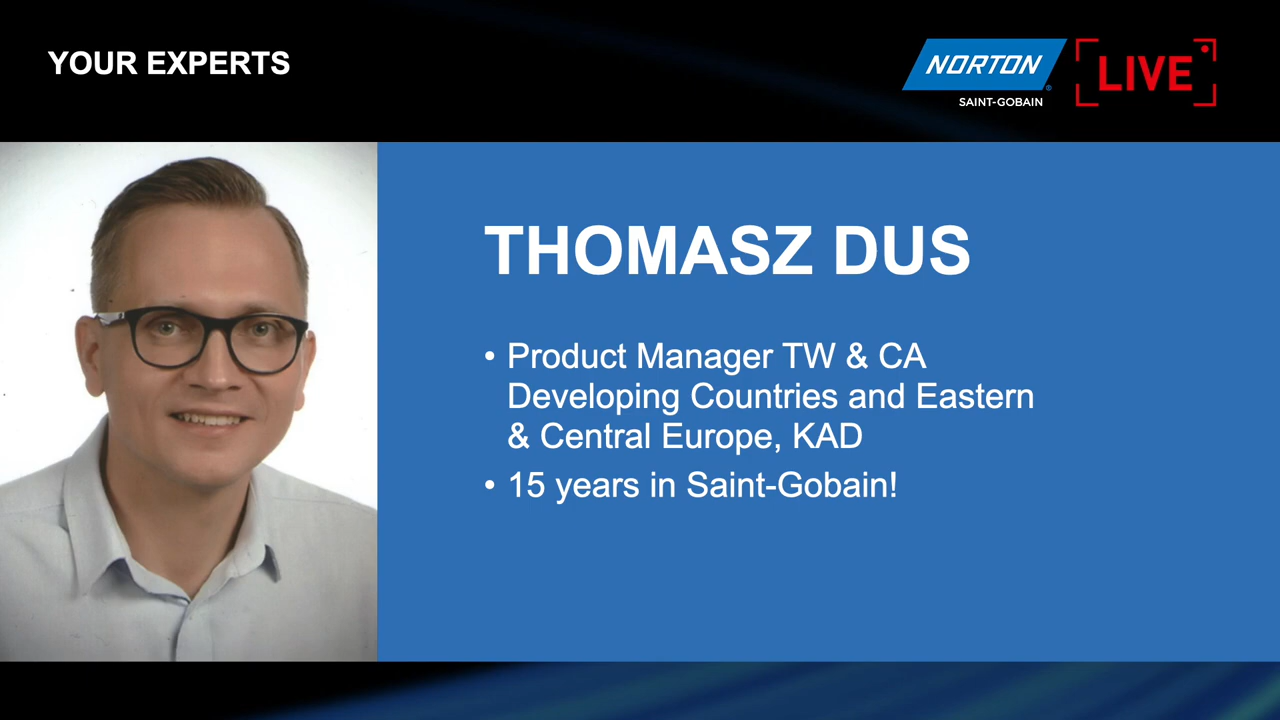 YOUR EXPERTS
NORTON
SAINT-GOBAIN
LIVE
THOMASZ DUS
• Product Manager TW & CA
Developing Countries and Eastern
& Central Europe, KAD
• 15 years in Saint-Gobain!